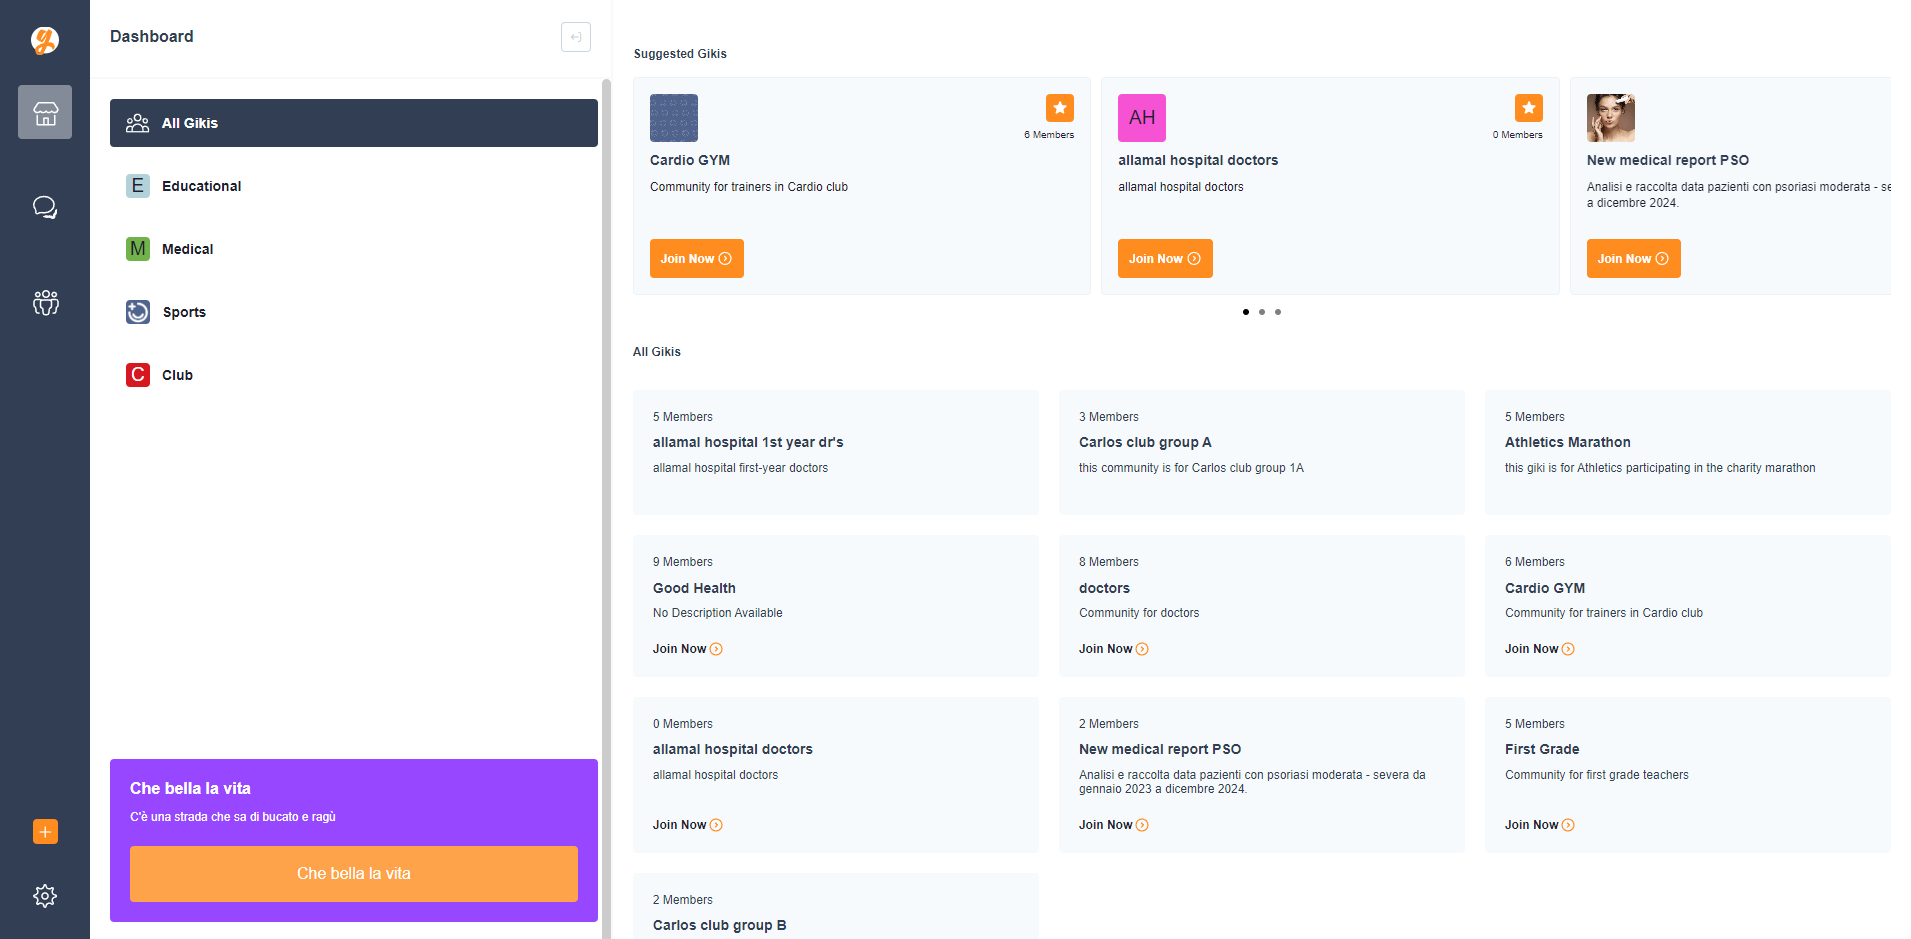 Dashboard
All Gikis
E Educational
M Medical
Sports
C Club
Che bella la vita
C'è una strada che sa di bucato e ragù
Che bella la vita
Suggested Gikis
6 Members
Cardio GYM
Community for trainers in Cardio club
Join Now
AH
0 Members
allamal hospital doctors
allamal hospital doctors
Join Now
New medical report PSO
Analisi e raccolta data pazienti con psoriasi moderata - se
a dicembre 2024.
Join Now
All Gikis
5 Members
allamal hospital 1st year dr's
allamal hospital first-year doctors
3 Members
Carlos club group A
this community is for Carlos club group 1A
5 Members
Athletics Marathon
this giki is for Athletics participating in the charity marathon
9 Members
Good Health
No Description Available
Join Now
8 Members
doctors
Community for doctors
Join Now
6 Members
Cardio GYM
Community for trainers in Cardio club
Join Now
0 Members
allamal hospital doctors
allamal hospital doctors
Join Now
2 Members
New medical report PSO
Analisi e raccolta data pazienti con psoriasi moderata - severa da
gennaio 2023 a dicembre 2024.
Join Now
5 Members
First Grade
Community for first grade teachers
Join Now
2 Members
Carlos club group B